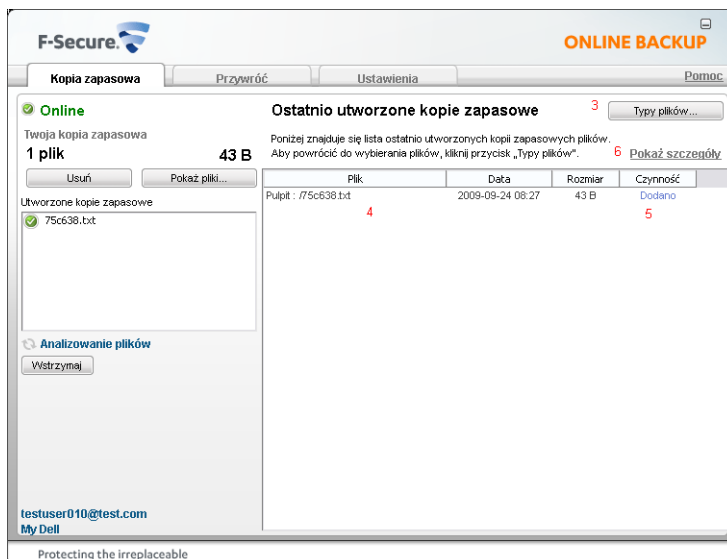 F-Secure.
ONLINE BACKUP
Kopia zapasowa
Przywróć
Ustawienia
Pomoc
Online
Twoja kopia zapasowa
1 plik 43 B
Usuń Pokaż pliki...
Utworzone kopie zapasowe
75c638.txt
Analizowanie plików
Wstrzymaj
testuser010@test.com
My Dell
Ostatnio utworzone kopie zapasowe
3 Typy plików...
Poniżej znajduje się lista ostatnio utworzonych kopii zapasowych plików.
Aby powrócić do wybierania plików, kliknij przycisk „Typy plików”.
6 Pokaż szczegóły
Plik Data Rozmiar Czynność
Pulpit : /75c638.txt 2009-09-24 08:27 43 B Dodano
4 5
Protecting the irreplaceable